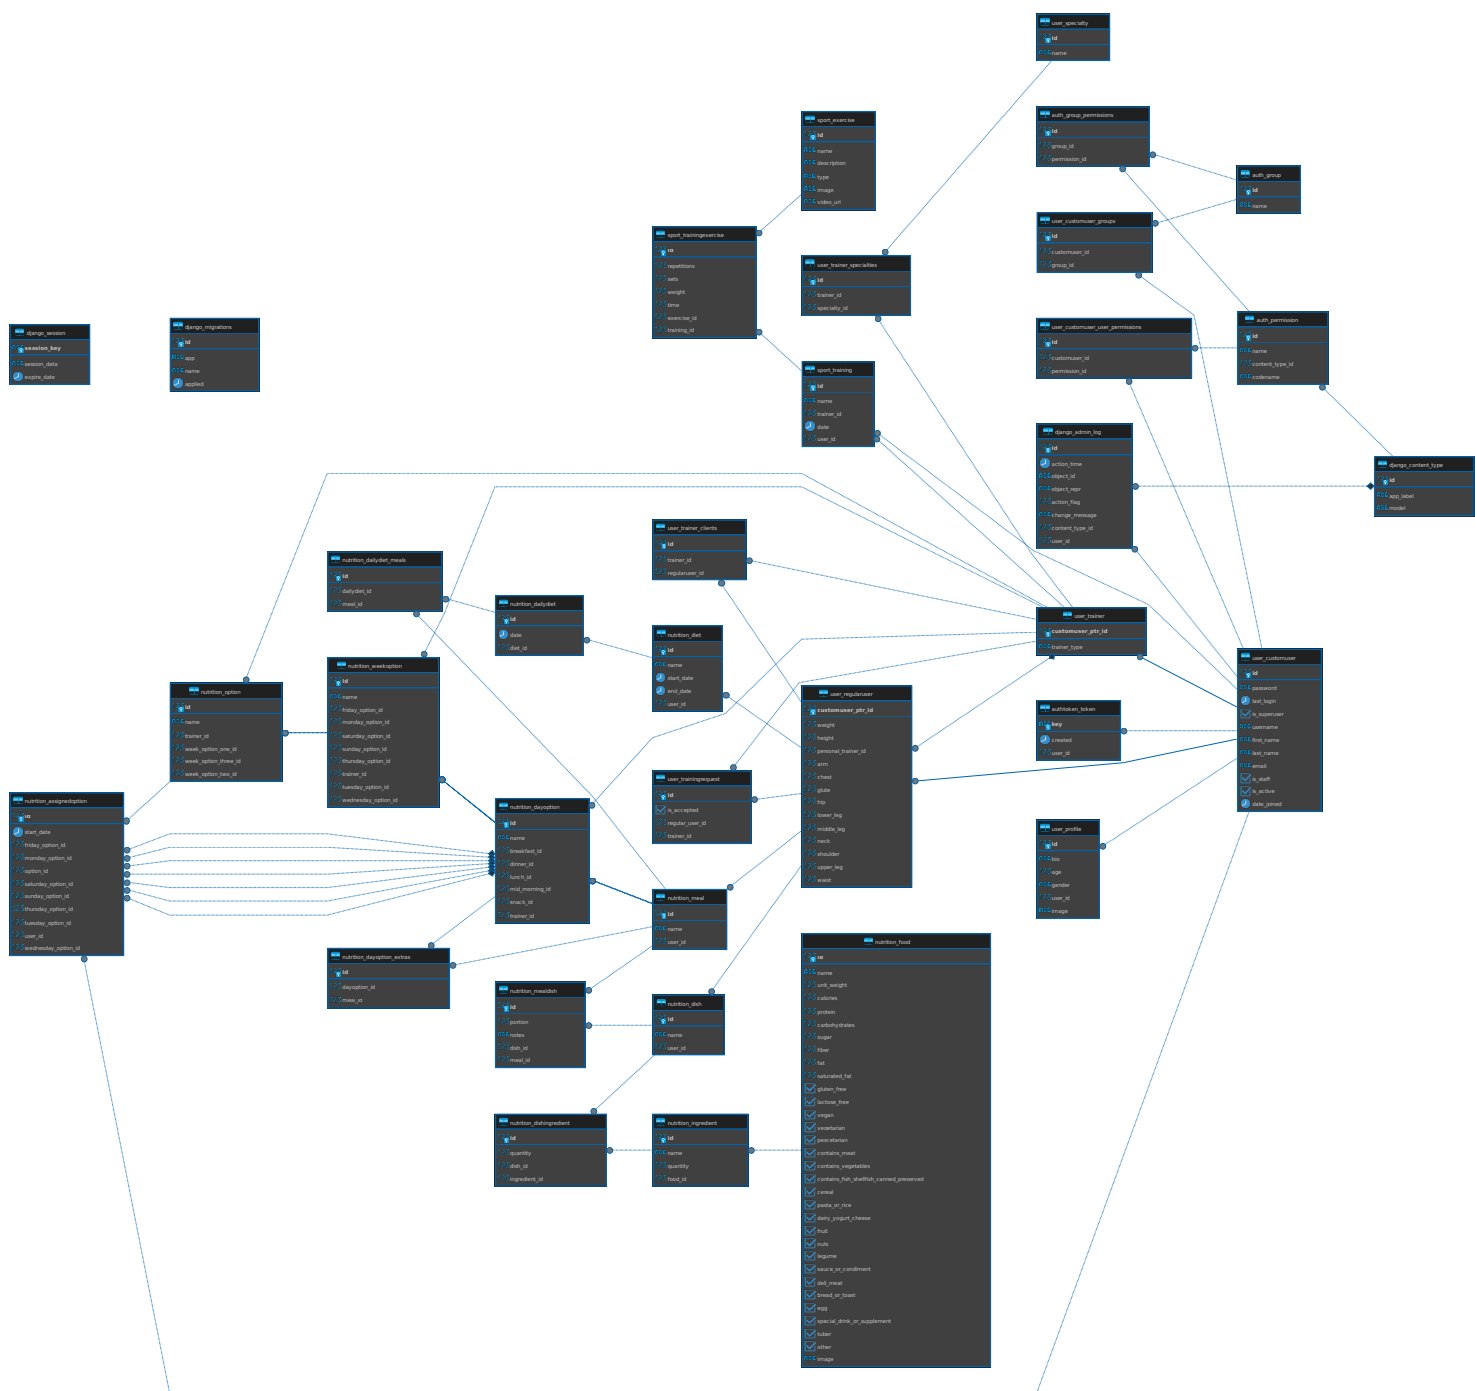 user_specialty
id
name
sport_exercise
id
name
description
type
image
video_url
auth_group_permissions
id
group_id
permission_id
auth_group
id
name
user_customuser_groups
id
customuser_id
group_id
sport_trainingexercise
id
repetitions
sets
weight
time
exercise_id
training_id
user_trainer_specialties
id
trainer_id
specialty_id
django_session
session_key
session_data
expire_date
django_migrations
id
app
name
applied
user_customuser_user_permissions
id
customuser_id
permission_id
auth_permission
id
name
content_type_id
codename
sport_training
id
name
trainer_id
date
user_id
django_admin_log
id
action_time
object_id
object_repr
action_flag
change_message
content_type_id
user_id
django_content_type
id
app_label
model
user_trainer_clients
id
trainer_id
regularuser_id
nutrition_dailydiet_meals
id
dailydiet_id
meal_id
nutrition_dailydiet
id
date
diet_id
nutrition_diet
id
name
start_date
end_date
user_id
user_trainer
customuser_ptr_id
trainer_type
user_customuser
id
password
last_login
is_superuser
username
first_name
last_name
email
is_staff
is_active
date_joined
nutrition_weekoption
id
name
friday_option_id
monday_option_id
saturday_option_id
sunday_option_id
thursday_option_id
trainer_id
tuesday_option_id
wednesday_option_id
nutrition_option
id
name
trainer_id
week_option_one_id
week_option_three_id
week_option_two_id
user_regularuser
customuser_ptr_id
weight
height
personal_trainer_id
arm
chest
glute
hip
lower_leg
middle_leg
neck
shoulder
upper_leg
waist
authtoken_token
key
created
user_id
user_trainingrequest
id
is_accepted
regular_user_id
trainer_id
nutrition_assignedoption
id
start_date
friday_option_id
monday_option_id
option_id
saturday_option_id
sunday_option_id
thursday_option_id
tuesday_option_id
user_id
wednesday_option_id
nutrition_dayoption
id
name
breakfast_id
dinner_id
lunch_id
mid_morning_id
snack_id
trainer_id
user_profile
id
bio
age
gender
user_id
image
nutrition_meal
id
name
user_id
nutrition_dayoption_extras
id
dayoption_id
meal_id
nutrition_mealdish
id
portion
notes
dish_id
meal_id
nutrition_dish
id
name
user_id
nutrition_food
id
name
unit_weight
calories
protein
carbohydrates
sugar
fiber
fat
saturated_fat
gluten_free
lactose_free
vegan
vegetarian
pescetarian
contains_meat
contains_vegetables
contains_fish_shellfish_canned_preserved
cereal
pasta_or_rice
dairy_yogurt_cheese
fruit
nuts
legume
sauce_or_condiment
deli_meat
bread_or_toast
egg
special_drink_or_supplement
tuber
other
image
nutrition_dishingredient
id
quantity
dish_id
ingredient_id
nutrition_ingredient
id
name
quantity
food_id